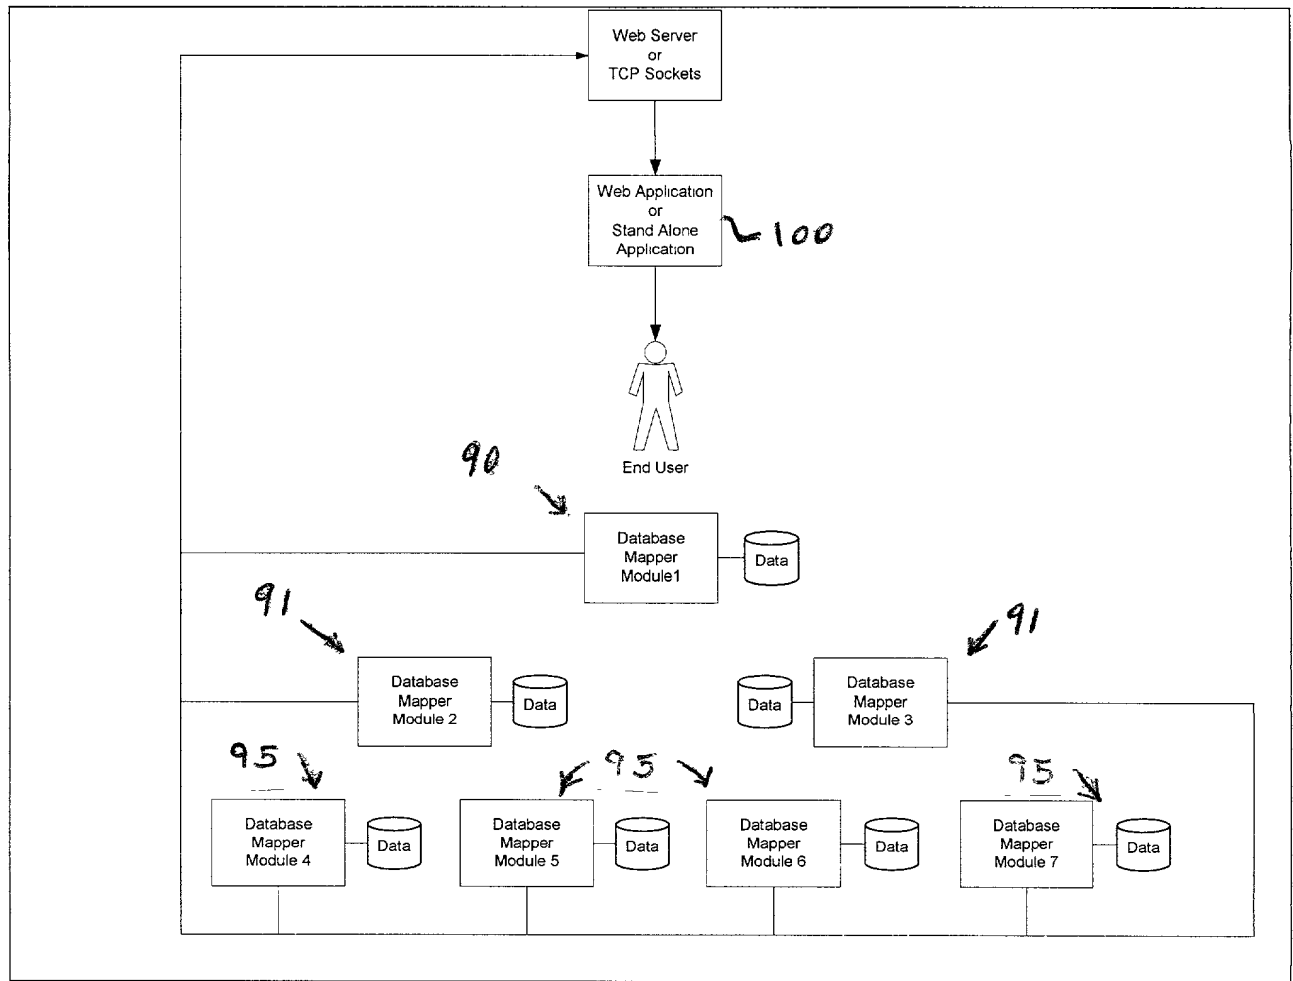 Web Server
or
TCP Sockets
Web Application
or
Stand Alone
Application
100
End User
90
Database
Mapper
Module1
Data
91
91
Database
Mapper
Module 2
Data
Data
Database
Mapper
Module 3
95
95
95
Database
Mapper
Module 4
Data
Database
Mapper
Module 5
Data
Database
Mapper
Module 6
Data
Database
Mapper
Module 7
Data